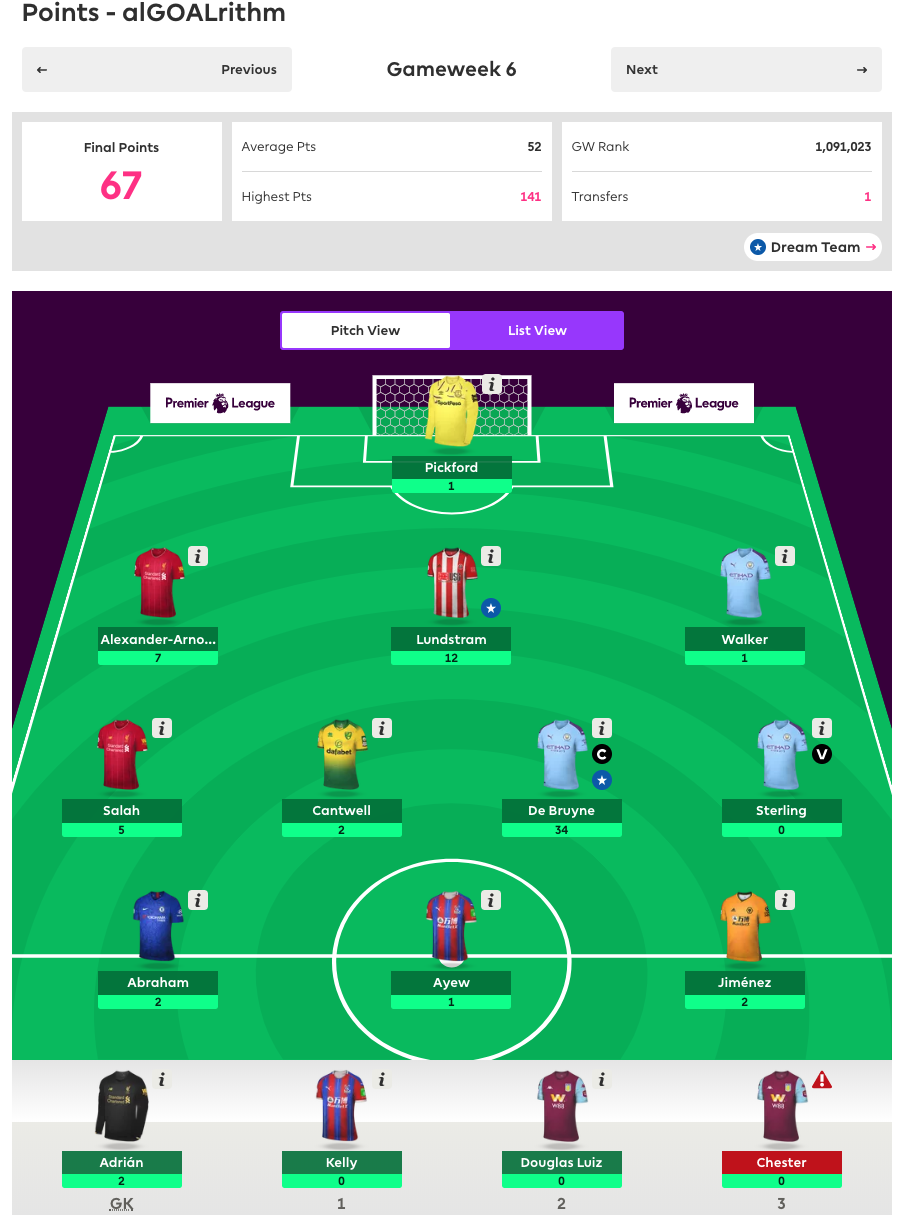 Points - alGOALrithm
← Previous
Gameweek 6
Next →
Final Points
67
Average Pts 52
Highest Pts 141
GW Rank 1,091,023
Transfers 1
Dream Team →
Pitch View
List View
Premier League
Premier League
Pickford
1
Alexander-Arno...
7
Lundstram
12
Walker
1
Salah
5
Cantwell
2
C
De Bruyne
34
V
Sterling
0
Abraham
2
Ayew
1
Jiménez
2
Adrián
2
GK
Kelly
0
1
Douglas Luiz
0
2
Chester
0
3